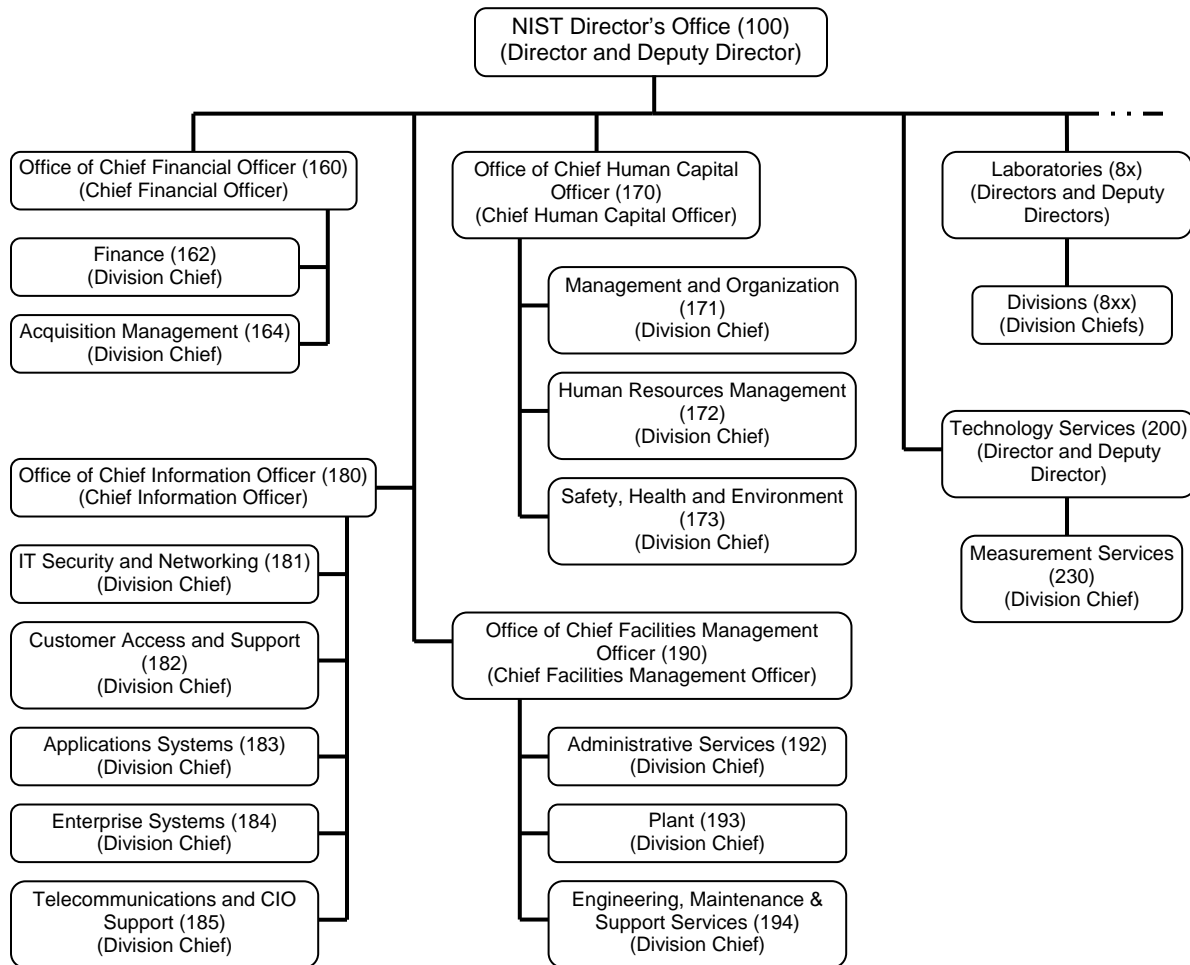 NIST Director’s Office (100)
(Director and Deputy Director)
Office of Chief Financial Officer (160)
(Chief Financial Officer)
Finance (162)
(Division Chief)
Acquisition Management (164)
(Division Chief)
Office of Chief Information Officer (180)
(Chief Information Officer)
IT Security and Networking (181)
(Division Chief)
Customer Access and Support
(182)
(Division Chief)
Applications Systems (183)
(Division Chief)
Enterprise Systems (184)
(Division Chief)
Telecommunications and CIO
Support (185)
(Division Chief)
Office of Chief Human Capital
Officer (170)
(Chief Human Capital Officer)
Management and Organization
(171)
(Division Chief)
Human Resources Management
(172)
(Division Chief)
Safety, Health and Environment
(173)
(Division Chief)
Office of Chief Facilities Management
Officer (190)
(Chief Facilities Management Officer)
Administrative Services (192)
(Division Chief)
Plant (193)
(Division Chief)
Engineering, Maintenance &
Support Services (194)
(Division Chief)
Laboratories (8x)
(Directors and Deputy
Directors)
Divisions (8xx)
(Division Chiefs)
Technology Services (200)
(Director and Deputy
Director)
Measurement Services
(230)
(Division Chief)